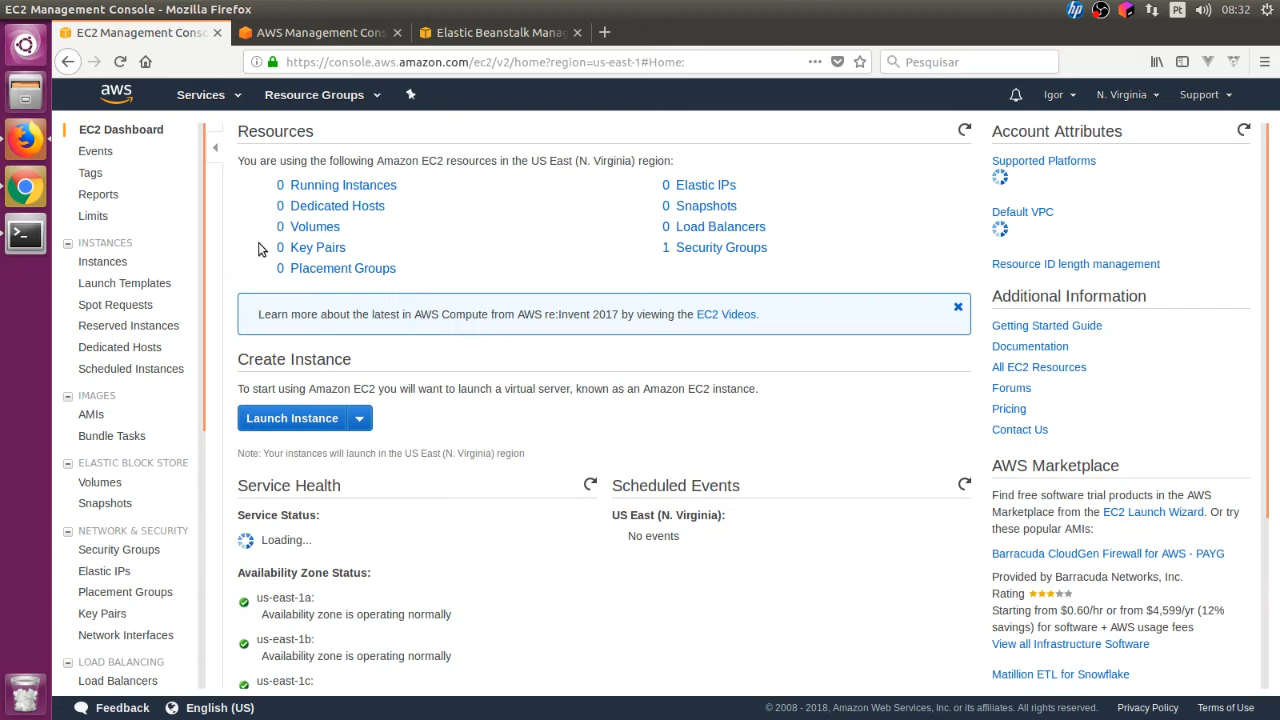 EC2 Management Console - Mozilla Firefox
Pt
08:32
EC2 Management Conso
AWS Management Cons
Elastic Beanstalk Mana
https://console.aws.amazon.com/ec2/v2/home?region=us-east-1#Home:
Pesquisar
aws
Services
Resource Groups
Igor
N. Virginia
Support
EC2 Dashboard
Events
Tags
Reports
Limits
INSTANCES
Instances
Launch Templates
Spot Requests
Reserved Instances
Dedicated Hosts
Scheduled Instances
IMAGES
AMIs
Bundle Tasks
ELASTIC BLOCK STORE
Volumes
Snapshots
NETWORK & SECURITY
Security Groups
Elastic IPs
Placement Groups
Key Pairs
Network Interfaces
LOAD BALANCING
Load Balancers
Resources
You are using the following Amazon EC2 resources in the US East (N. Virginia) region:
0 Running Instances
0 Dedicated Hosts
0 Volumes
0 Key Pairs
0 Placement Groups
0 Elastic IPs
0 Snapshots
0 Load Balancers
1 Security Groups
Learn more about the latest in AWS Compute from AWS re:Invent 2017 by viewing the EC2 Videos.
Create Instance
To start using Amazon EC2 you will want to launch a virtual server, known as an Amazon EC2 instance.
Launch Instance
Note: Your instances will launch in the US East (N. Virginia) region
Service Health
Service Status:
Loading...
Availability Zone Status:
us-east-1a:
Availability zone is operating normally
us-east-1b:
Availability zone is operating normally
us-east-1c:
Scheduled Events
US East (N. Virginia):
No events
Account Attributes
Supported Platforms
Default VPC
Resource ID length management
Additional Information
Getting Started Guide
Documentation
All EC2 Resources
Forums
Pricing
Contact Us
AWS Marketplace
Find free software trial products in the AWS
Marketplace from the EC2 Launch Wizard. Or try
these popular AMIs:
Barracuda CloudGen Firewall for AWS - PAYG
Provided by Barracuda Networks, Inc.
Rating
Starting from $0.60/hr or from $4,599/yr (12%
savings) for software + AWS usage fees
View all Infrastructure Software
Matillion ETL for Snowflake
Feedback
English (US)
© 2008 - 2018, Amazon Web Services, Inc. or its affiliates. All rights reserved.
Privacy Policy
Terms of Use